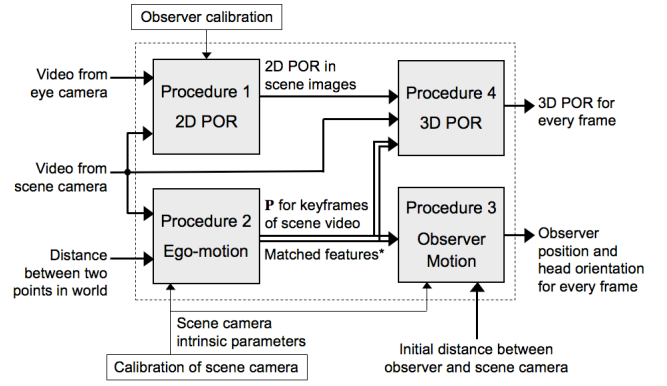 Observer calibration
Video from
eye camera
Procedure 1
2D POR
2D POR in
scene images
Procedure 4
3D POR
3D POR for
every frame
Video from
scene camera
Procedure 2
Ego-motion
P for keyframes
of scene video
Matched features*
Procedure 3
Observer
Motion
Observer
position and
head orientation
for every frame
Distance
between two
points in world
Scene camera
intrinsic parameters
Calibration of scene camera
Initial distance between
observer and scene camera